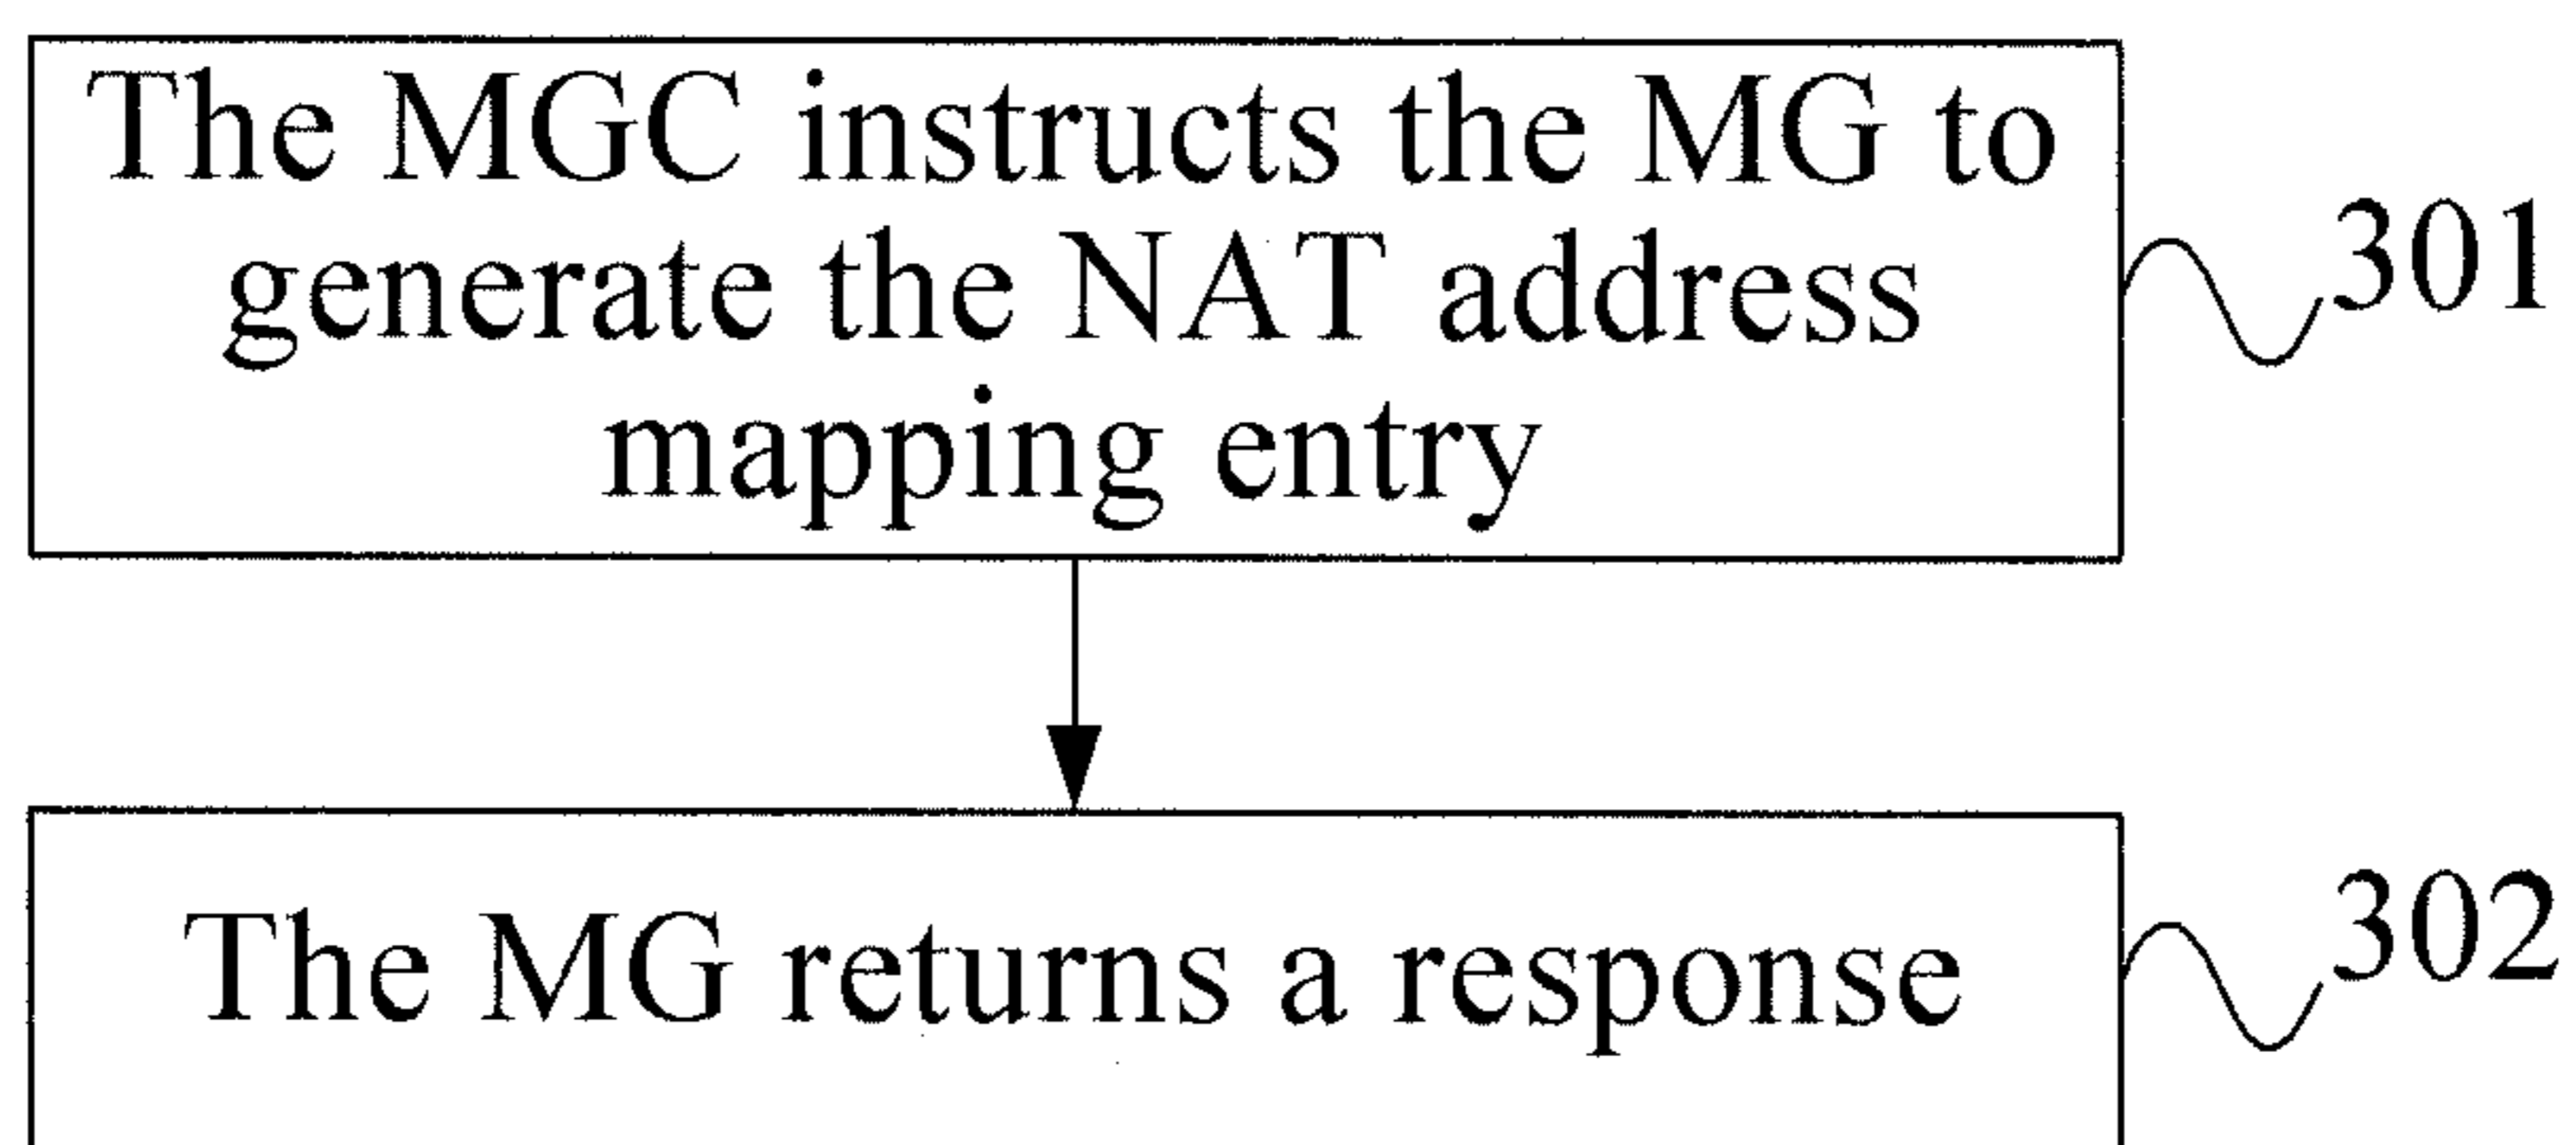 The MGC instructs the MG to
generate the NAT address
mapping entry
301
The MG returns a response
302